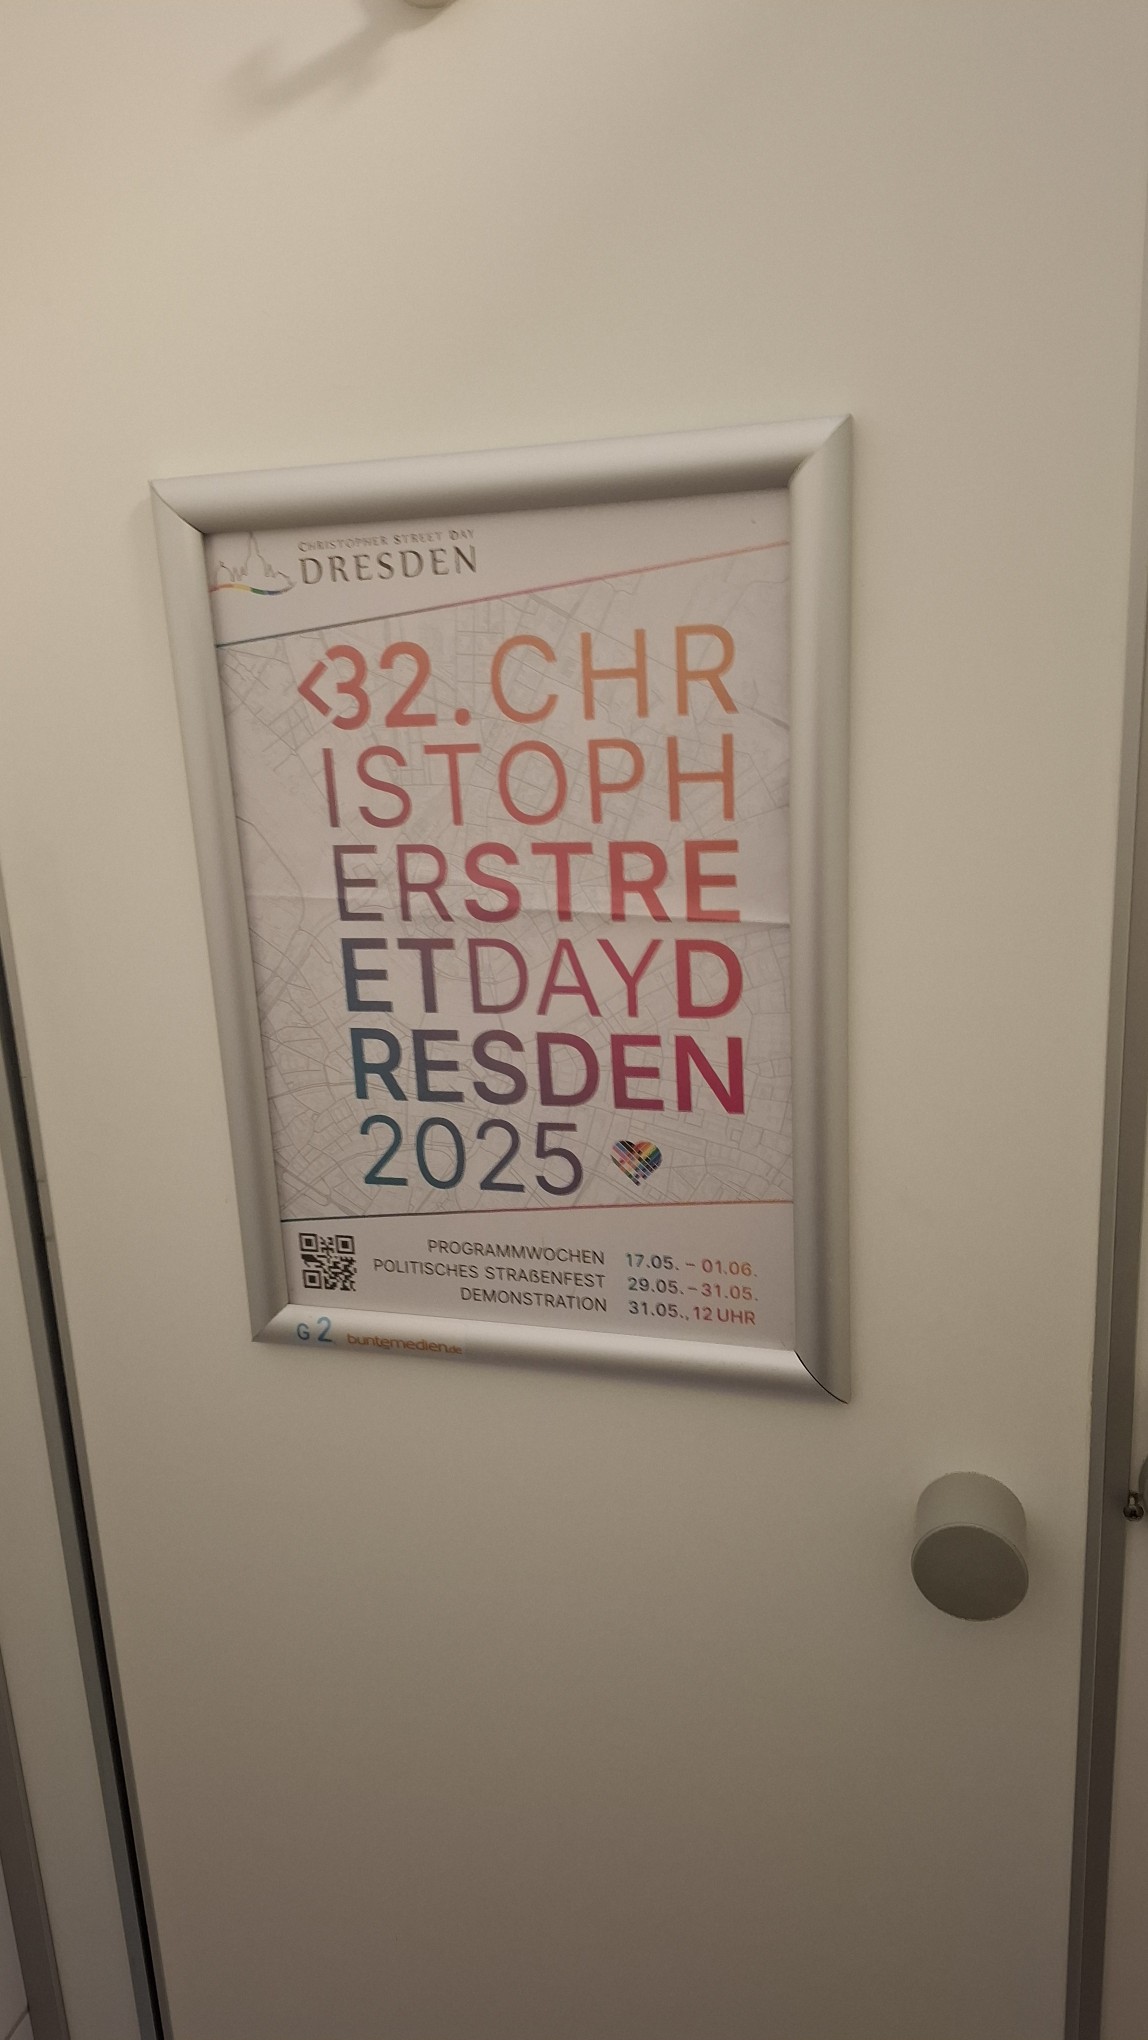 CHRISTOPHER STREET DAY
DRESDEN
<32.CHR
ISTOPH
ERSTRE
ETDAYD
RESDEN
2025
PROGRAMMWOCHEN 17.05. – 01.06.
POLITISCHES STRAßENFEST 29.05. – 31.05.
DEMONSTRATION 31.05., 12 UHR
G 2 buntemedien.de